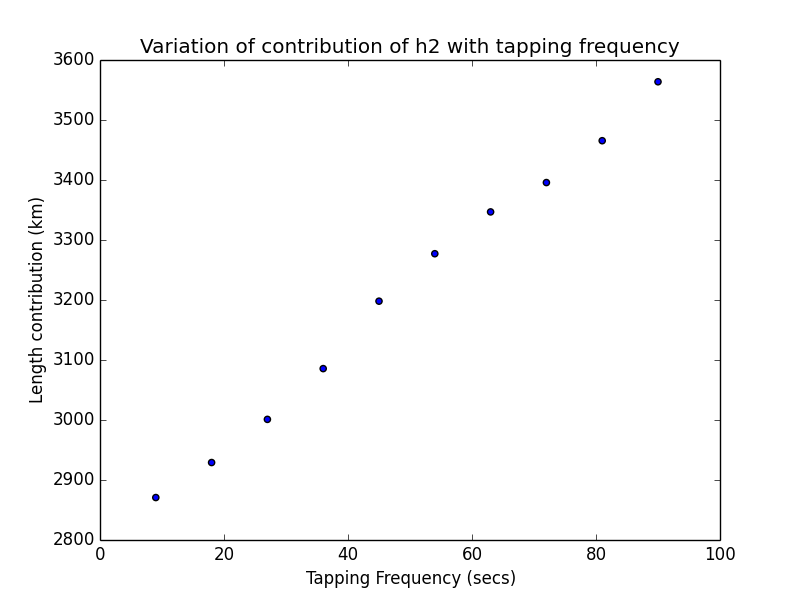 Variation of contribution of h2 with tapping frequency
3600
3500
3400
3300
3200
3100
3000
2900
2800
Length contribution (km)
0 20 40 60 80 100
Tapping Frequency (secs)